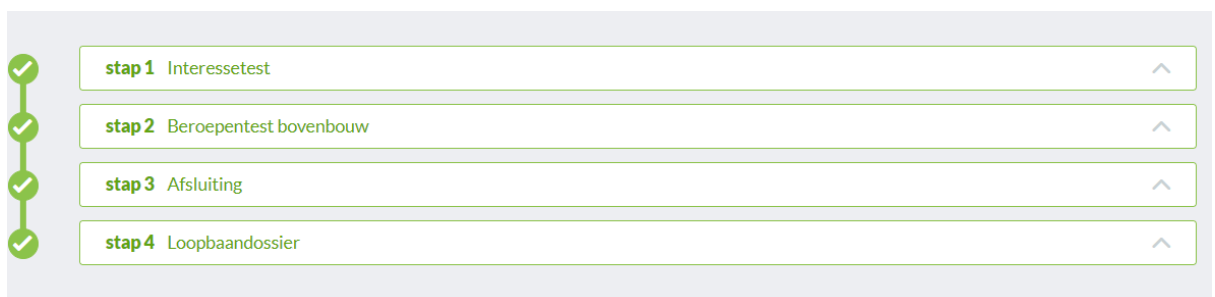 stap 1 Interessetest
stap 2 Beroepentest bovenbouw
stap 3 Afsluiting
stap 4 Loopbaandossier